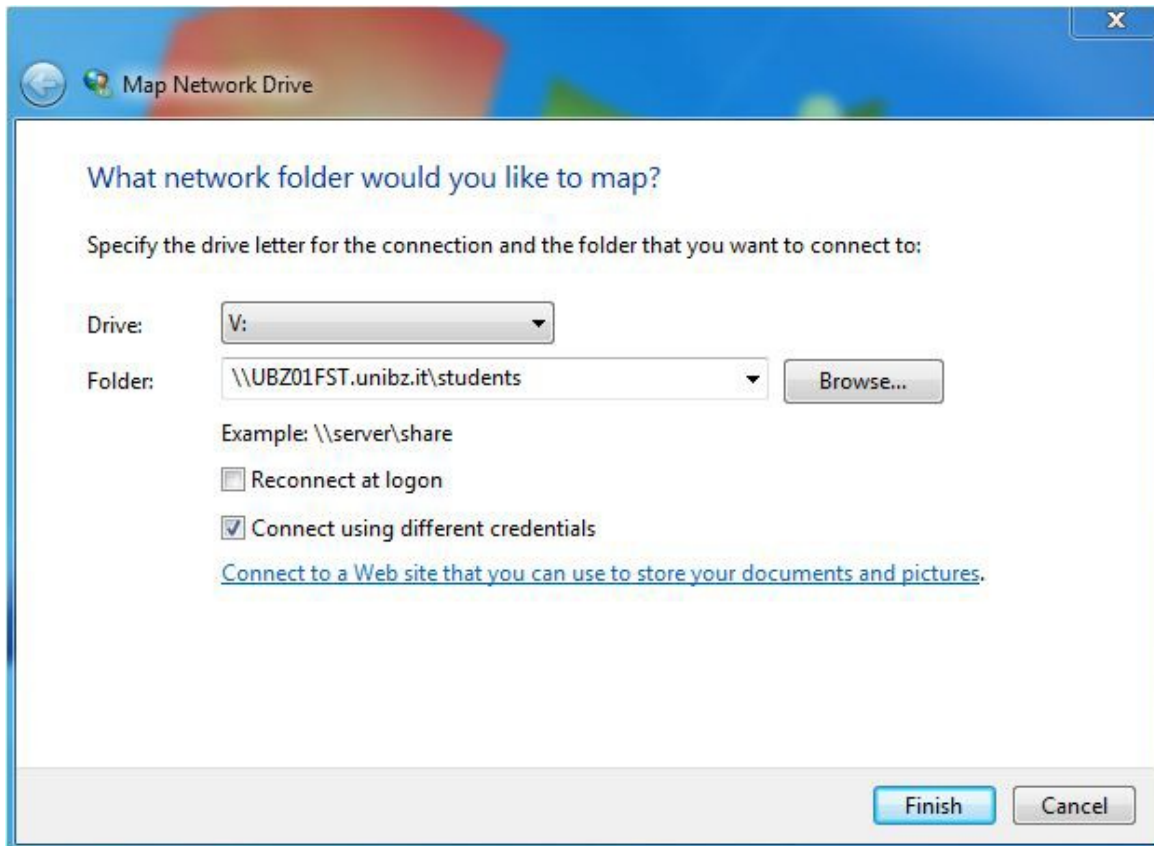 X
Map Network Drive
What network folder would you like to map?
Specify the drive letter for the connection and the folder that you want to connect to:
Drive: V:
Folder: \\UBZ01FST.unibz.it\students Browse...
Example: \\server\share
Reconnect at logon
Connect using different credentials
Connect to a Web site that you can use to store your documents and pictures.
Finish Cancel